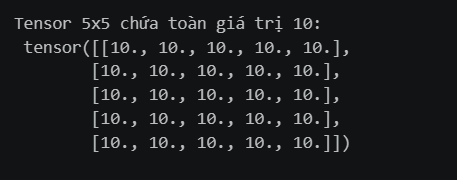 Tensor 5x5 chứa toàn giá trị 10:
 tensor([[10., 10., 10., 10., 10.],
        [10., 10., 10., 10., 10.],
        [10., 10., 10., 10., 10.],
        [10., 10., 10., 10., 10.],
        [10., 10., 10., 10., 10.]])